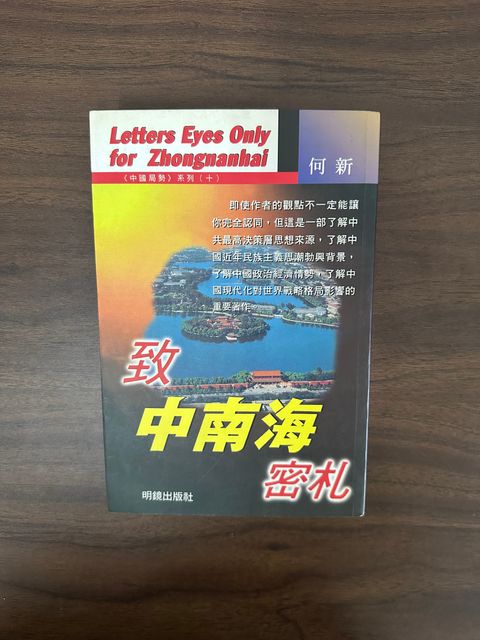 Letters Eyes Only
for Zhongnanhai
《中國局勢》系列（十）
何新
即使作者的觀點不一定能讓
你完全認同，但這是一部了解中
共最高決策層思想來源，了解中
國近年民族主義思潮勃興背景，
了解中國政治經濟情勢，了解中
國現代化對世界戰略格局影響的
重要著作。
致
中南海
密札
明鏡出版社